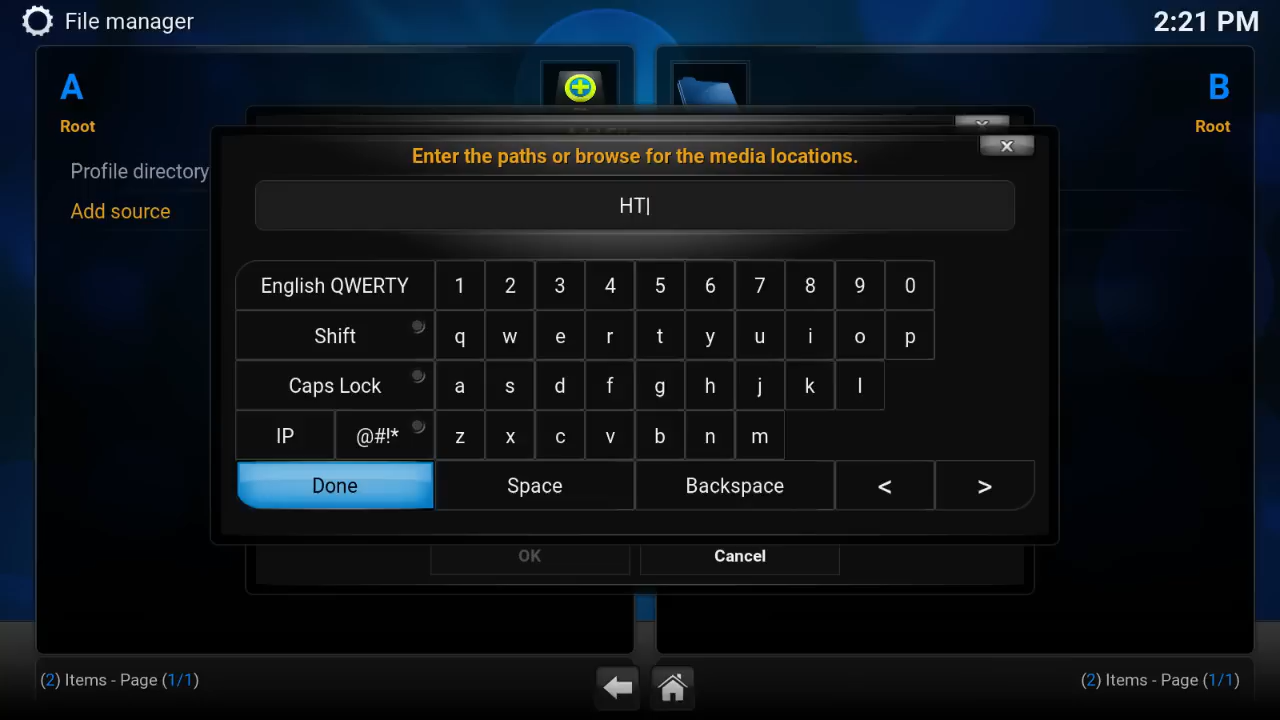 File manager
2:21 PM
A
B
Root
Root
Profile directory
Add source
Enter the paths or browse for the media locations.
HT
English QWERTY 1 2 3 4 5 6 7 8 9 0
Shift q w e r t y u i o p
Caps Lock a s d f g h j k l
IP @#!* z x c v b n m
Done Space Backspace < >
OK Cancel
(2) Items - Page (1/1)
(2) Items - Page (1/1)